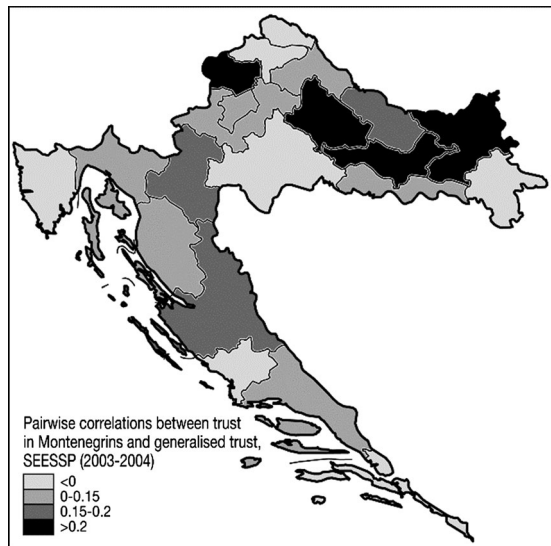 Pairwise correlations between trust
in Montenegrins and generalised trust,
SEESSP (2003-2004)
<0
0-0.15
0.15-0.2
>0.2